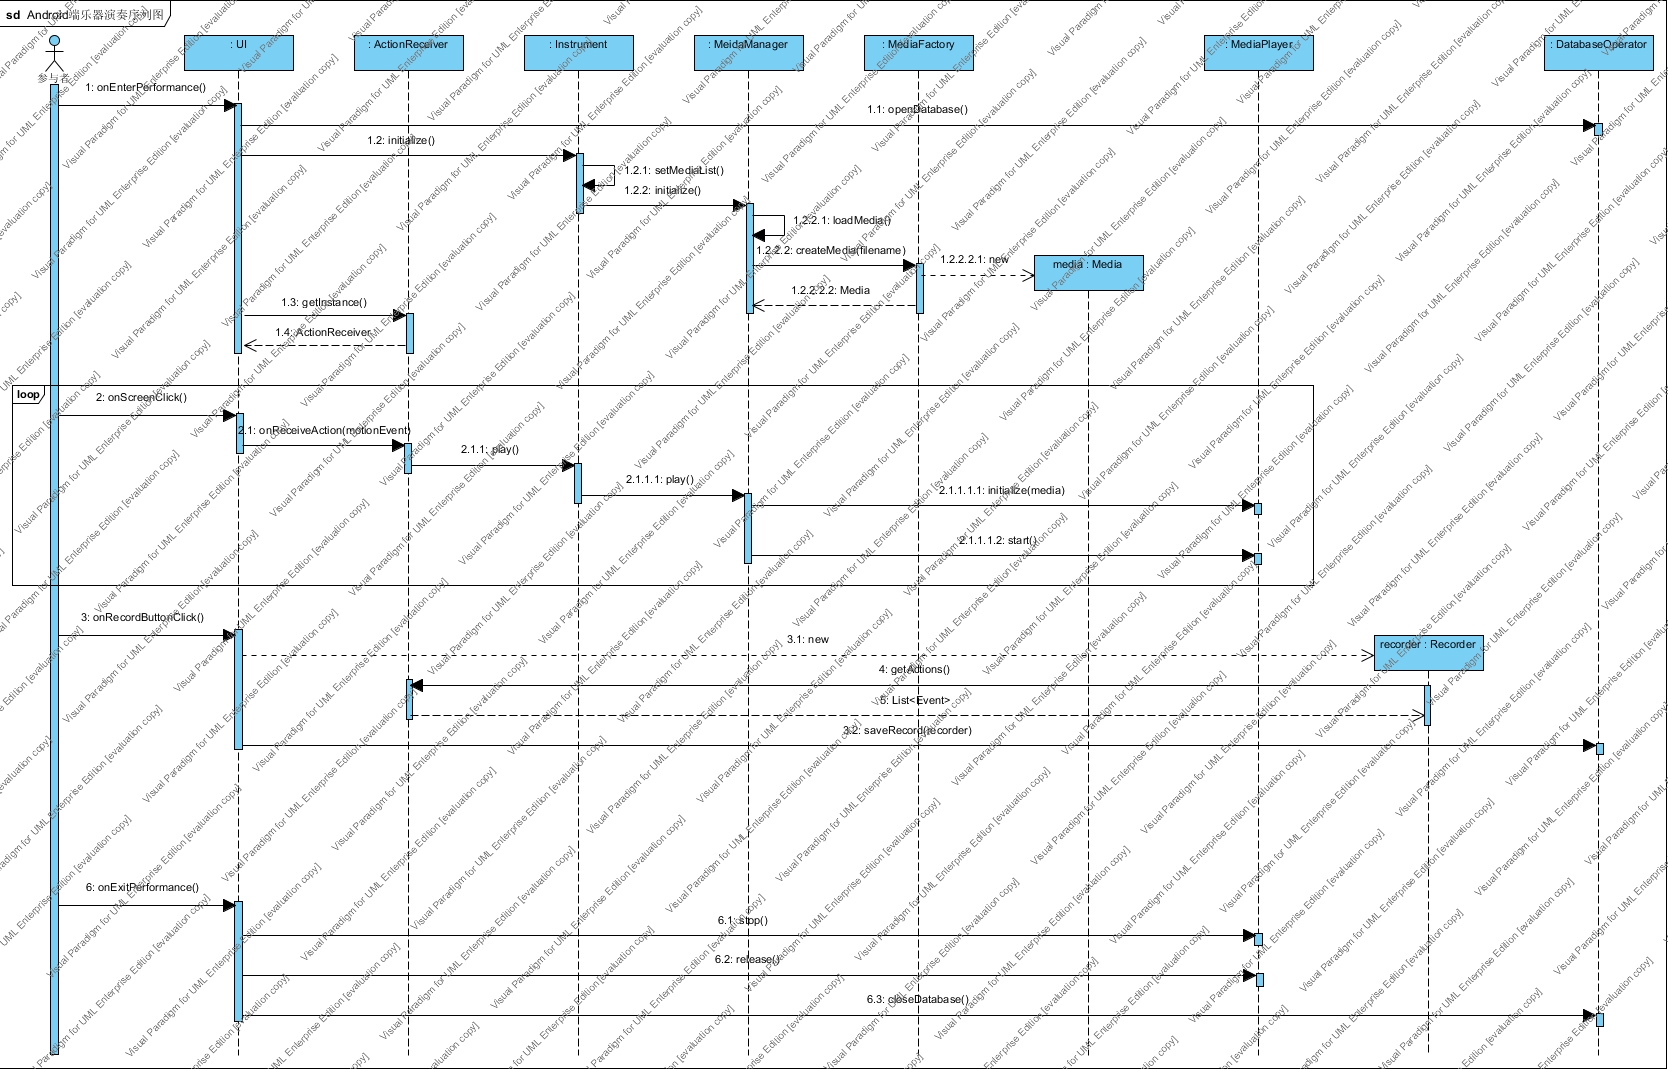 sd Android端乐器演奏序列图
: UI
: ActionReceiver
: Instrument
: MeidaManager
: MediaFactory
: MediaPlayer
: DatabaseOperator
参与者
1: onEnterPerformance()
1.1: openDatabase()
1.2: initialize()
1.2.1: setMediaList()
1.2.2: initialize()
1.2.2.1: loadMedia()
1.2.2.2: createMedia(filename)
1.2.2.2.1: new
media : Media
1.2.2.2.2: Media
1.3: getInstance()
1.4: ActionReceiver
loop
2: onScreenClick()
2.1: onReceiveAction(motionEvent)
2.1.1: play()
2.1.1.1: play()
2.1.1.1.1: initialize(media)
2.1.1.1.2: start()
3: onRecordButtonClick()
3.1: new
recorder : Recorder
4: getActions()
5: List<Event>
3.2: saveRecord(recorder)
6: onExitPerformance()
6.1: stop()
6.2: release()
6.3: closeDatabase()
Visual Paradigm for UML Enterprise Edition [evaluation copy]